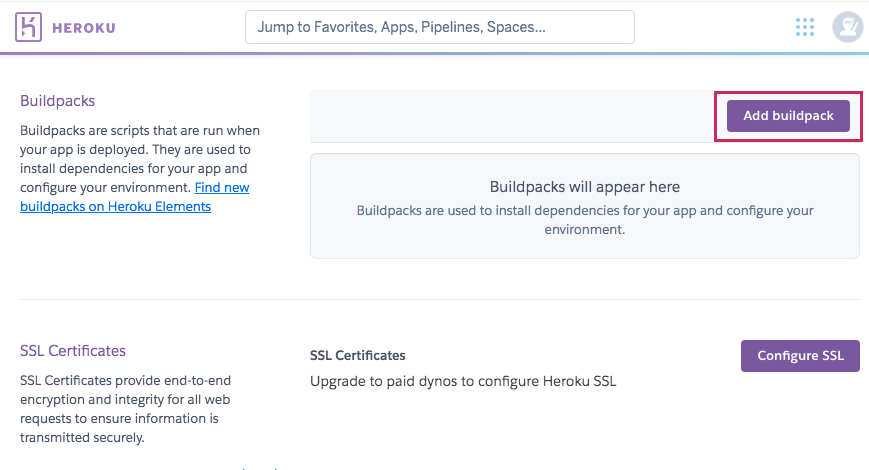 HEROKU
Jump to Favorites, Apps, Pipelines, Spaces...
Buildpacks
Buildpacks are scripts that are run when
your app is deployed. They are used to
install dependencies for your app and
configure your environment. Find new
buildpacks on Heroku Elements
Add buildpack
Buildpacks will appear here
Buildpacks are used to install dependencies for your app and configure your
environment.
SSL Certificates
SSL Certificates provide end-to-end
encryption and integrity for all web
requests to ensure information is
transmitted securely.
SSL Certificates
Upgrade to paid dynos to configure Heroku SSL
Configure SSL